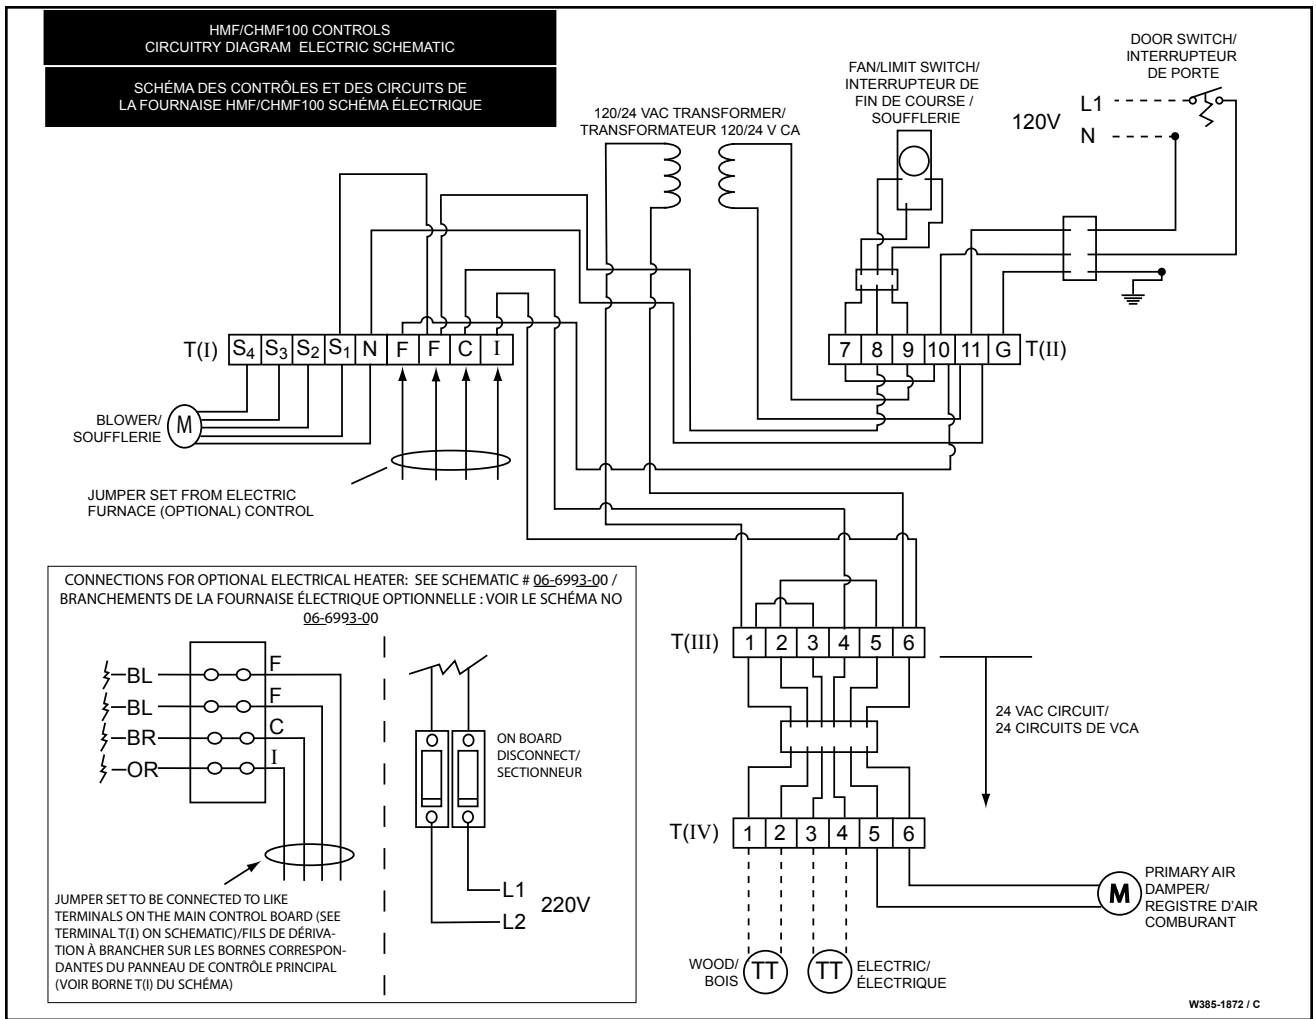 HMF/CHMF100 CONTROLS
CIRCUITRY DIAGRAM ELECTRIC SCHEMATIC
SCHÉMA DES CONTRÔLES ET DES CIRCUITS DE
LA FOURNAISE HMF/CHMF100 SCHÉMA ÉLECTRIQUE
120/24 VAC TRANSFORMER/
TRANSFORMATEUR 120/24 V CA
FAN/LIMIT SWITCH/
INTERRUPTEUR DE
FIN DE COURSE /
SOUFFLERIE
DOOR SWITCH/
INTERRUPTEUR
DE PORTE
120V
L1
N
T(I) S4 S3 S2 S1 N F F C I
7 8 9 10 11 G T(II)
BLOWER/
SOUFFLERIE
M
JUMPER SET FROM ELECTRIC
FURNACE (OPTIONAL) CONTROL
CONNECTIONS FOR OPTIONAL ELECTRICAL HEATER: SEE SCHEMATIC # 06-6993-00 /
BRANCHEMENTS DE LA FOURNAISE ÉLECTRIQUE OPTIONNELLE : VOIR LE SCHÉMA NO
06-6993-00
BL F
BL F
BR C
OR I
ON BOARD
DISCONNECT/
SECTIONNEUR
L1
L2
220V
JUMPER SET TO BE CONNECTED TO LIKE
TERMINALS ON THE MAIN CONTROL BOARD (SEE
TERMINAL T(I) ON SCHEMATIC)/FILS DE DÉRIVA-
TION À BRANCHER SUR LES BORNES CORRESPON-
DANTES DU PANNEAU DE CONTRÔLE PRINCIPAL
(VOIR BORNE T(I) DU SCHÉMA)
T(III) 1 2 3 4 5 6
24 VAC CIRCUIT/
24 CIRCUITS DE VCA
T(IV) 1 2 3 4 5 6
M
PRIMARY AIR
DAMPER/
REGISTRE D'AIR
COMBURANT
WOOD/
BOIS
TT
TT
ELECTRIC/
ÉLECTRIQUE
W385-1872 / C